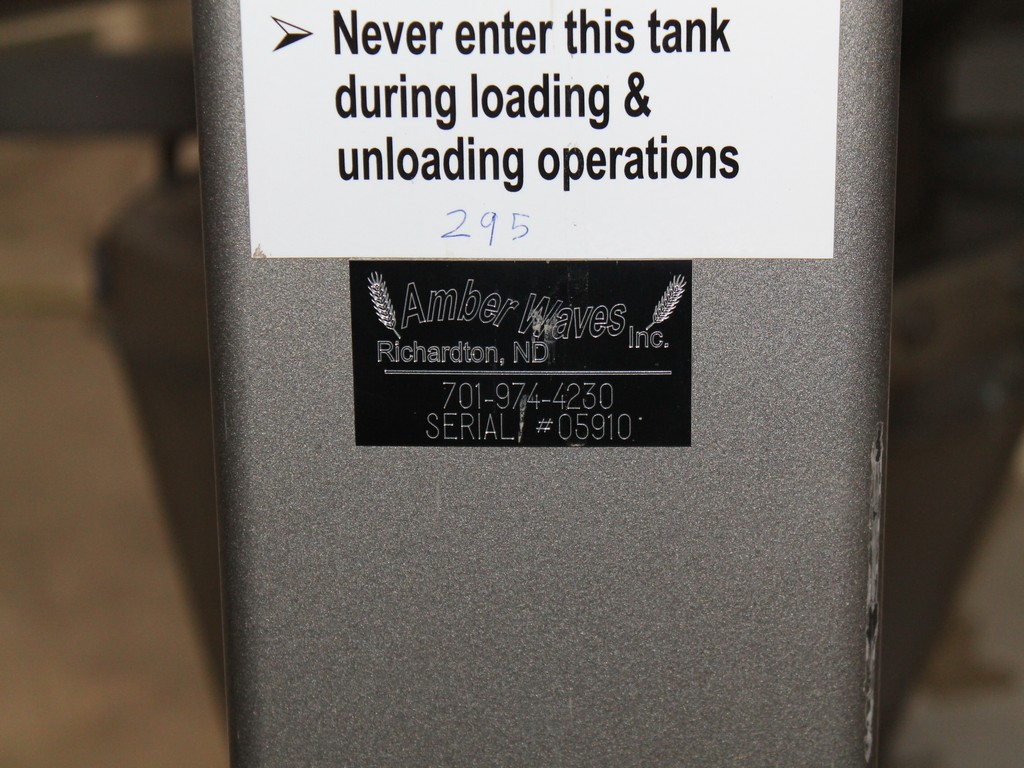 ➢ Never enter this tank
during loading &
unloading operations
295
Amber Waves Inc.
Richardton, ND
701-974-4230
SERIAL #05910